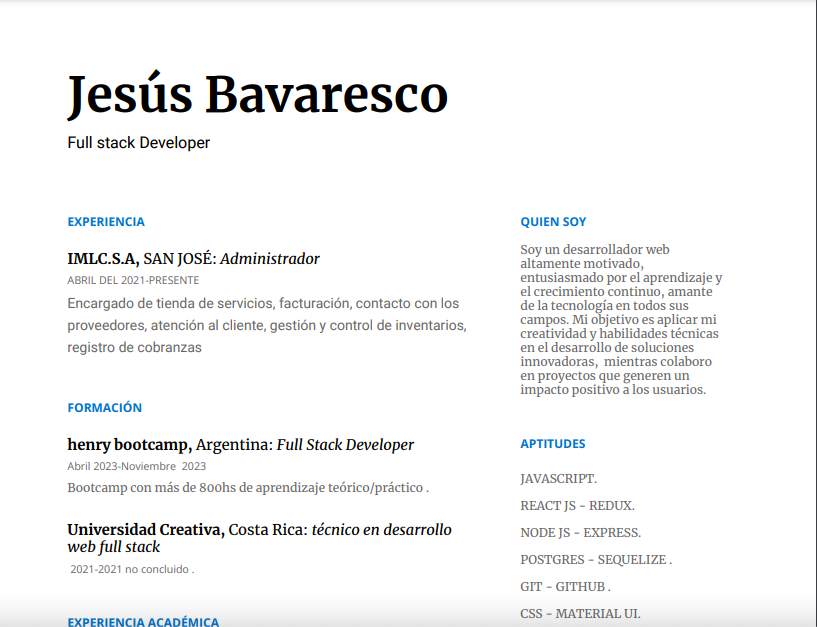 Jesús Bavaresco
Full stack Developer
EXPERIENCIA
IMLC.S.A, SAN JOSÉ: Administrador
ABRIL DEL 2021-PRESENTE
Encargado de tienda de servicios, facturación, contacto con los
proveedores, atención al cliente, gestión y control de inventarios,
registro de cobranzas
FORMACIÓN
henry bootcamp, Argentina: Full Stack Developer
Abril 2023-Noviembre 2023
Bootcamp con más de 800hs de aprendizaje teórico/práctico .
Universidad Creativa, Costa Rica: técnico en desarrollo
web full stack
2021-2021 no concluido .
EXPERIENCIA ACADÉMICA
QUIEN SOY
Soy un desarrollador web
altamente motivado,
entusiasmado por el aprendizaje y
el crecimiento continuo, amante
de la tecnología en todos sus
campos. Mi objetivo es aplicar mi
creatividad y habilidades técnicas
en el desarrollo de soluciones
innovadoras, mientras colaboro
en proyectos que generen un
impacto positivo a los usuarios.
APTITUDES
JAVASCRIPT.
REACT JS - REDUX.
NODE JS - EXPRESS.
POSTGRES - SEQUELIZE .
GIT - GITHUB .
CSS - MATERIAL UI.